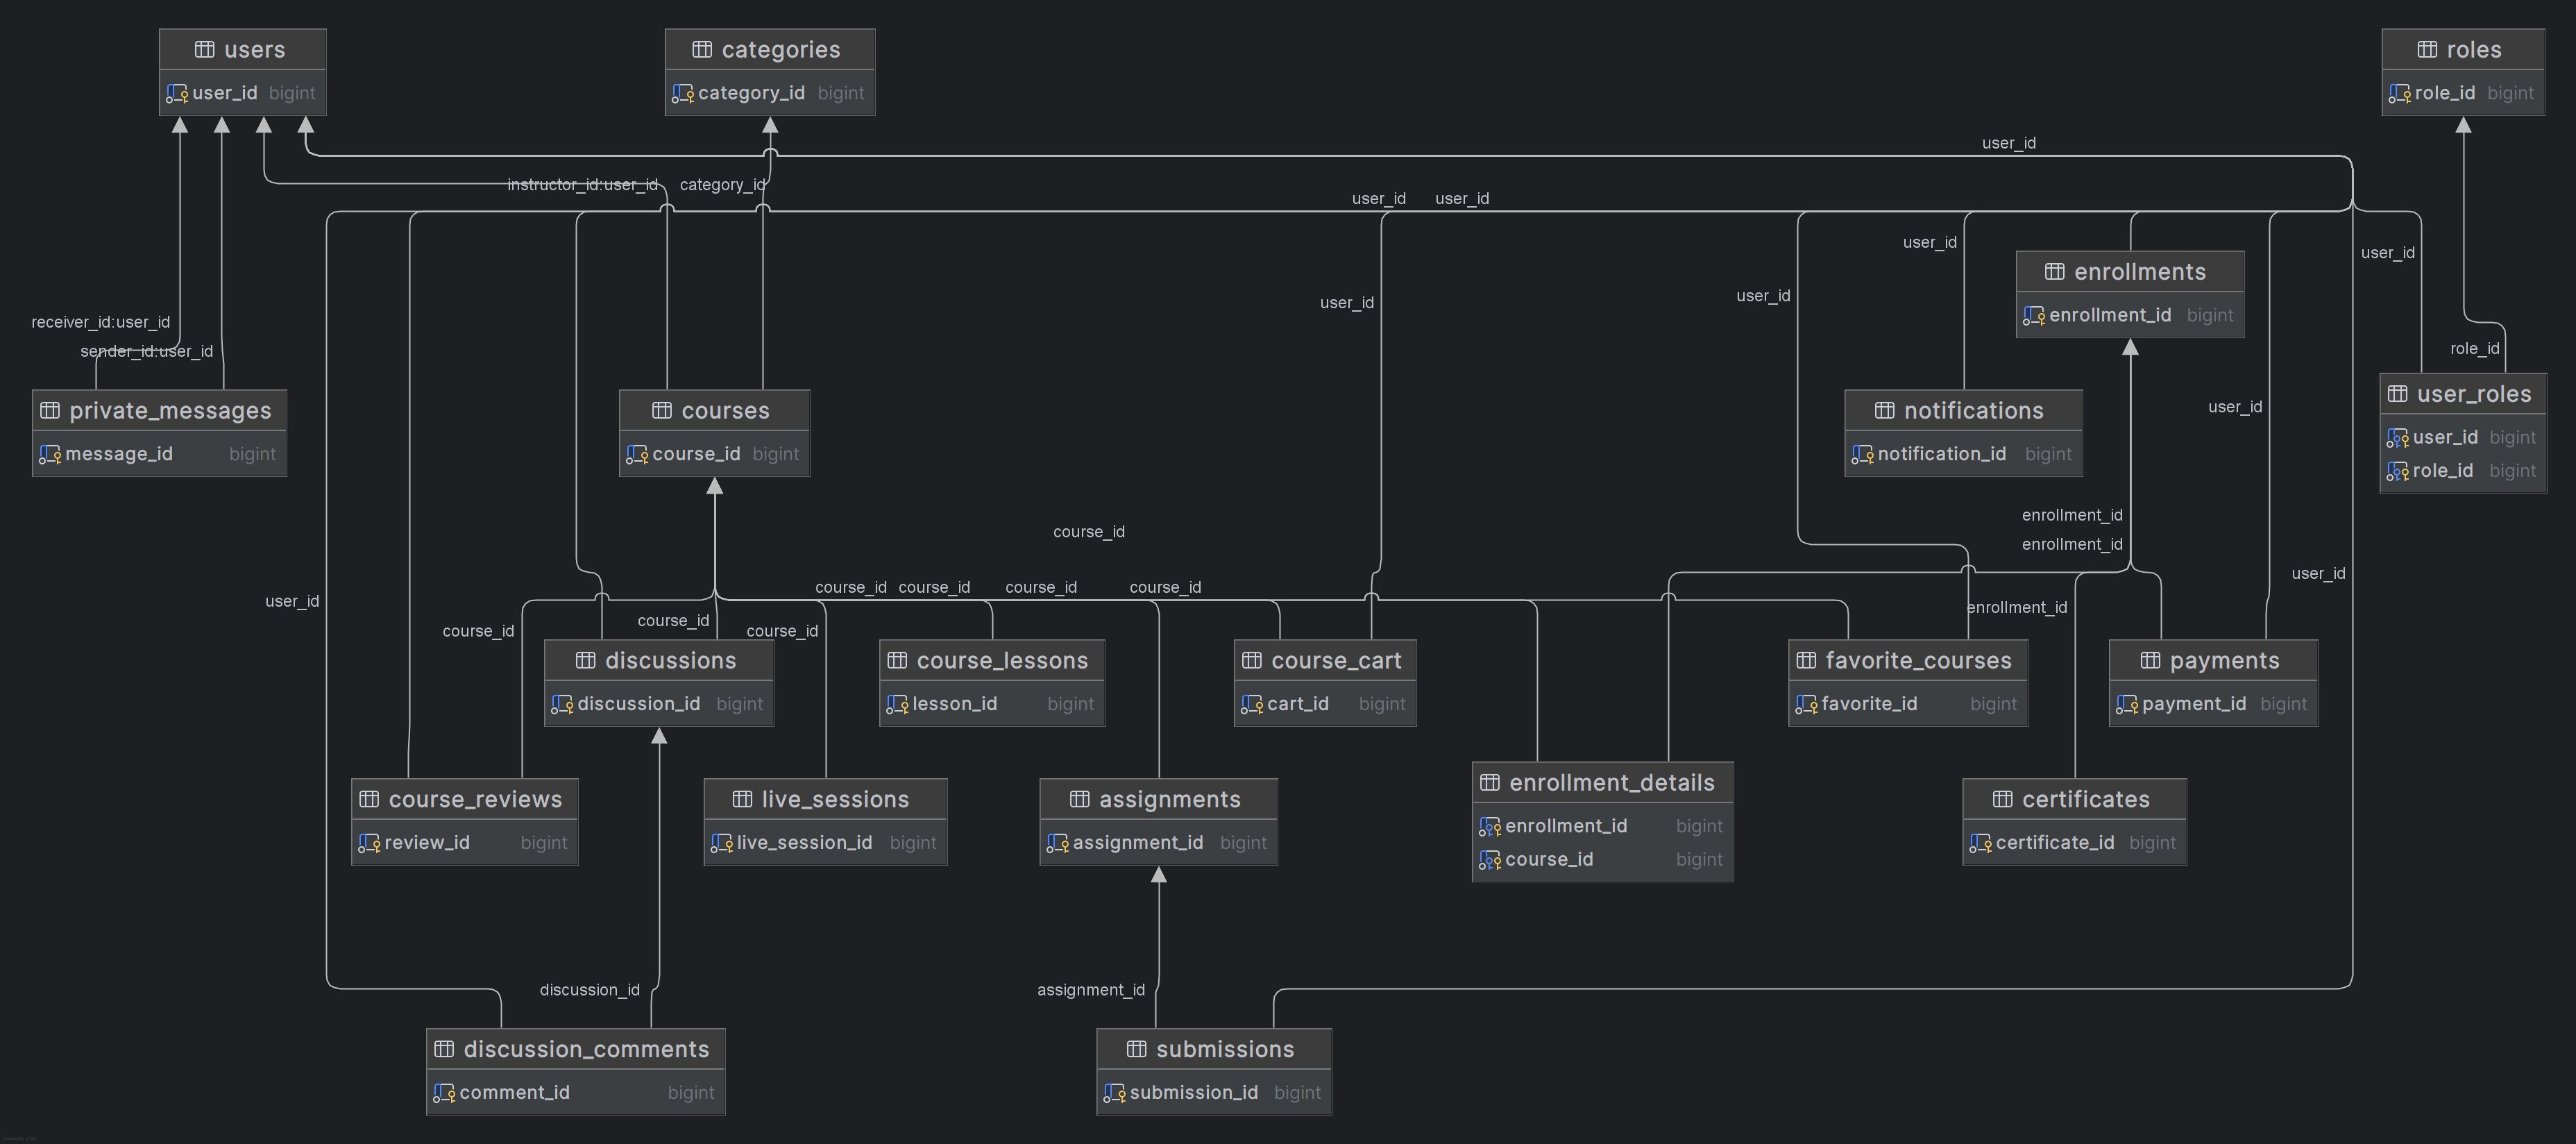 users
user_id bigint
categories
category_id bigint
roles
role_id bigint
user_id
instructor_id:user_id
category_id
user_id
user_id
user_id
user_id
enrollments
enrollment_id bigint
user_id
user_id
receiver_id:user_id
sender_id:user_id
role_id
private_messages
message_id bigint
courses
course_id bigint
notifications
notification_id bigint
user_id
user_roles
user_id bigint
role_id bigint
course_id
enrollment_id
enrollment_id
user_id
course_id
course_id
course_id
course_id
user_id
enrollment_id
course_id
course_id
course_id
discussions
discussion_id bigint
course_lessons
lesson_id bigint
course_cart
cart_id bigint
favorite_courses
favorite_id bigint
payments
payment_id bigint
course_reviews
review_id bigint
live_sessions
live_session_id bigint
assignments
assignment_id bigint
enrollment_details
enrollment_id bigint
course_id bigint
certificates
certificate_id bigint
discussion_id
assignment_id
discussion_comments
comment_id bigint
submissions
submission_id bigint